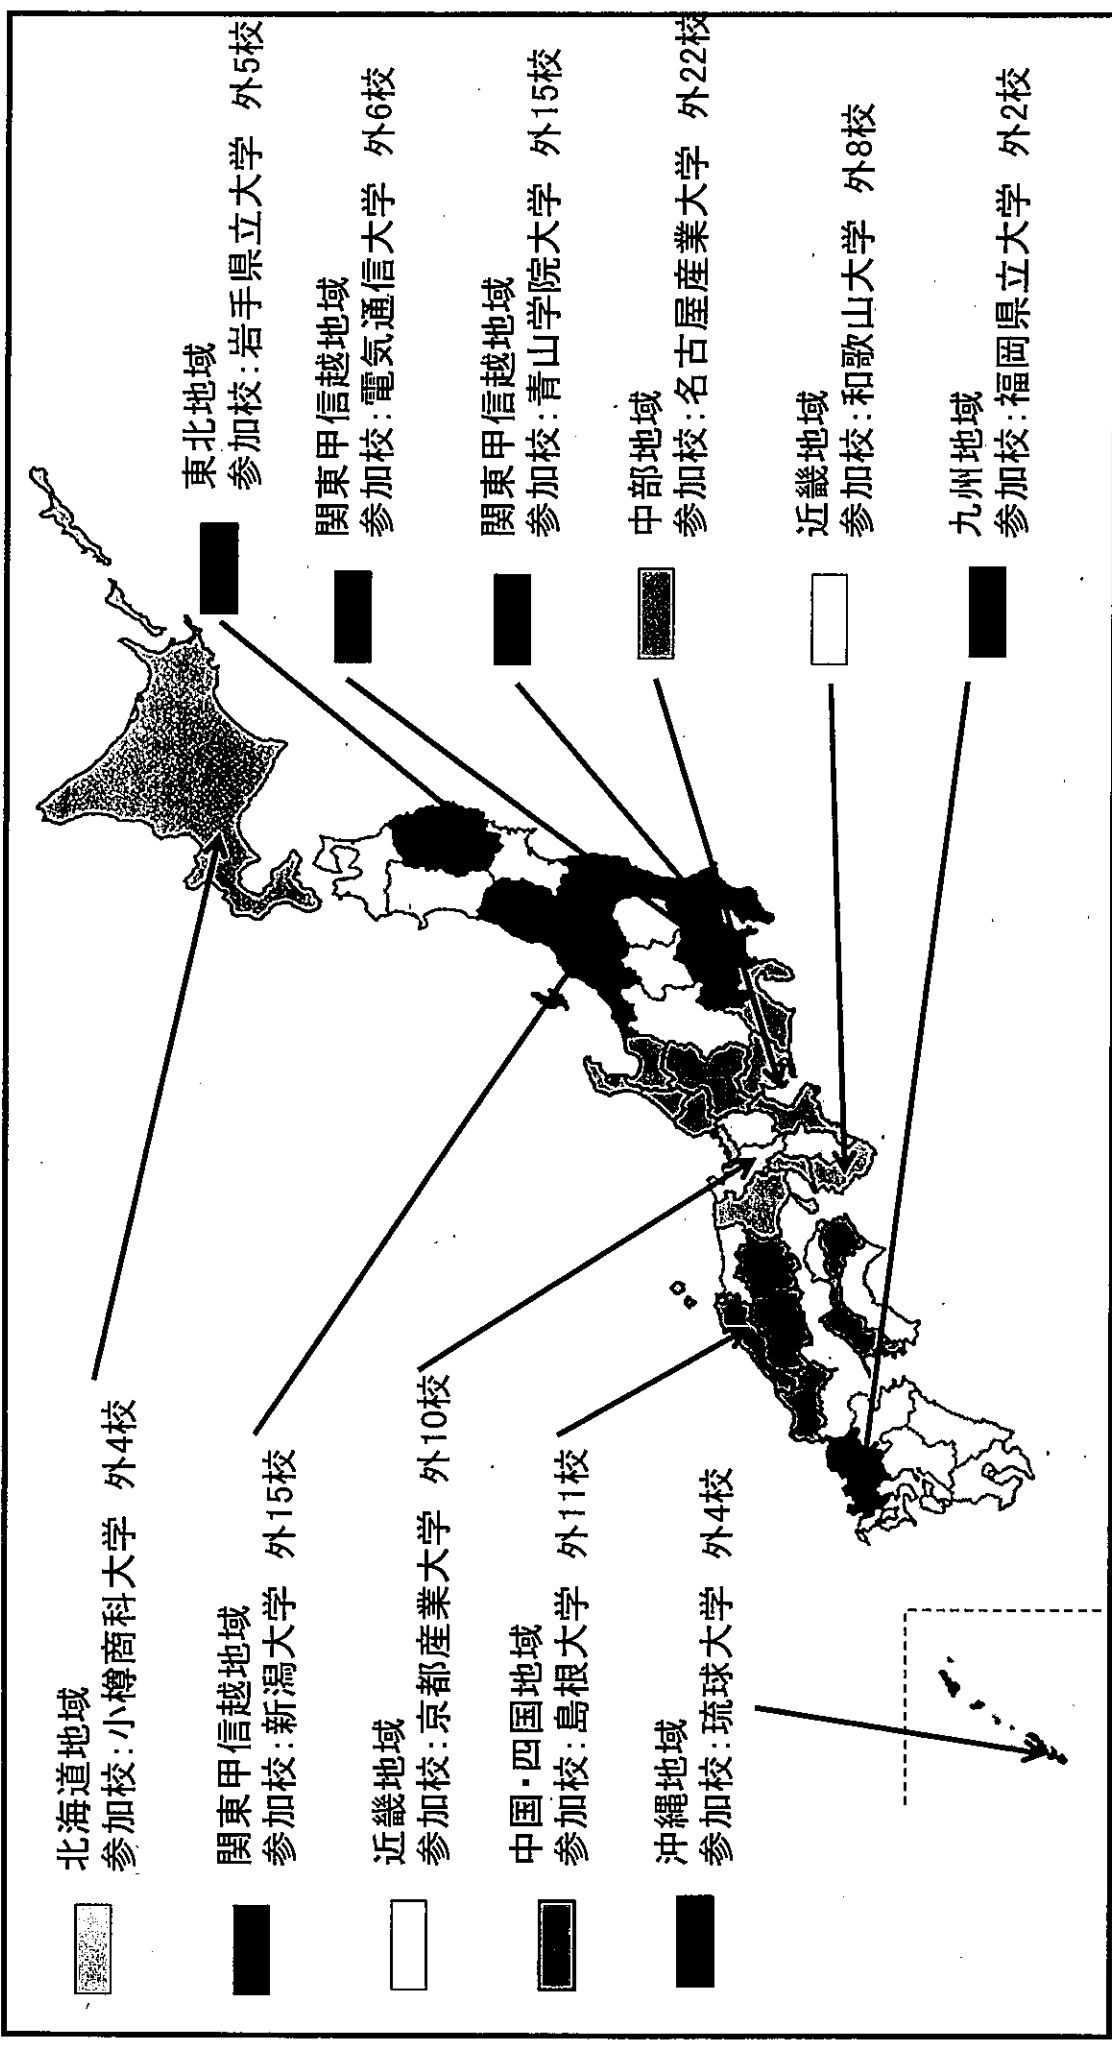 北海道地域
参加校:小樽商科大学 外4校
関東甲信越地域
参加校:新潟大学 外15校
近畿地域
参加校:京都産業大学 外10校
中国・四国地域
参加校:島根大学 外11校
沖縄地域
参加校:琉球大学 外4校
東北地域
参加校:岩手県立大学 外5校
関東甲信越地域
参加校:電気通信大学 外6校
関東甲信越地域
参加校:青山学院大学 外15校
中部地域
参加校:名古屋産業大学 外22校
近畿地域
参加校:和歌山大学 外8校
九州地域
参加校:福岡県立大学 外2校